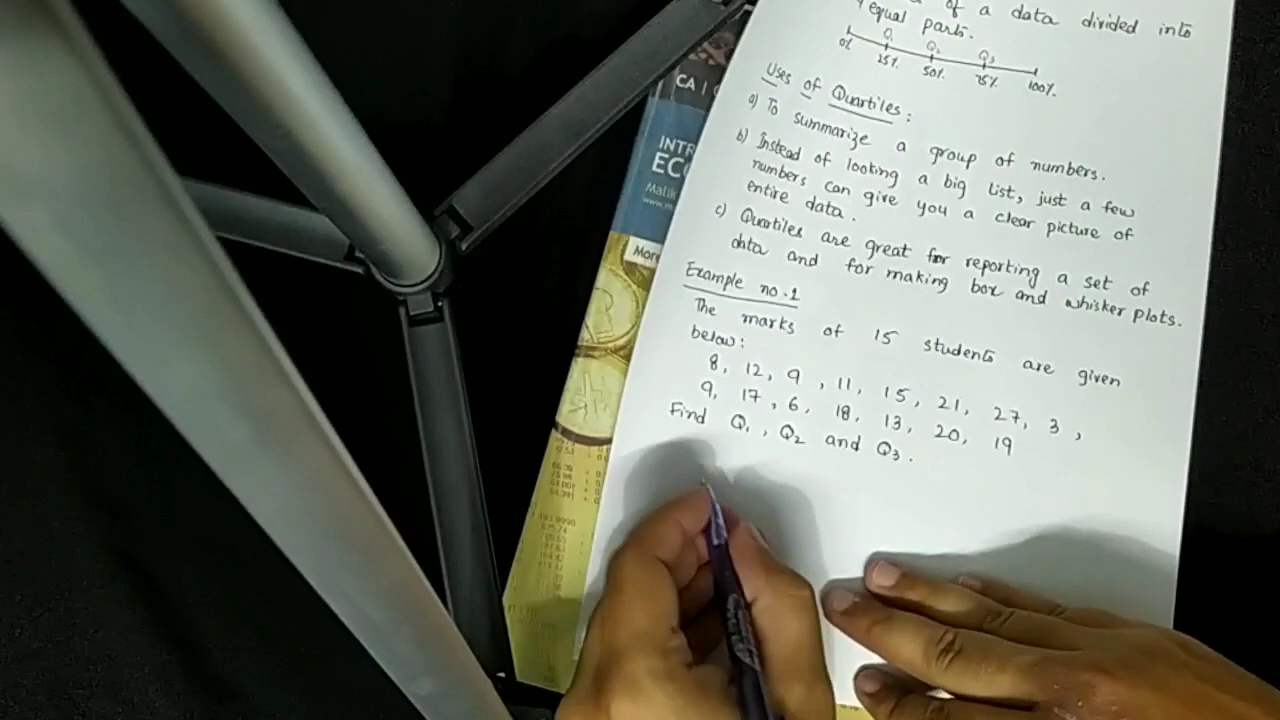 of a data divided into
4 equal parts.
Q1 Q2 Q3
0% 25% 50% 75% 100%
Uses of Quartiles:
a) To summarize a group of numbers.
b) Instead of looking a big list, just a few
numbers can give you a clear picture of
entire data.
c) Quartiles are great for reporting a set of
data and for making box and whisker plots.
Example no.1
The marks of 15 students are given
below:
8, 12, 9, 11, 15, 21, 27, 3,
9, 17, 6, 18, 13, 20, 19
Find Q1, Q2 and Q3.
CA |
INTR
ECO
Malik
www.m
More